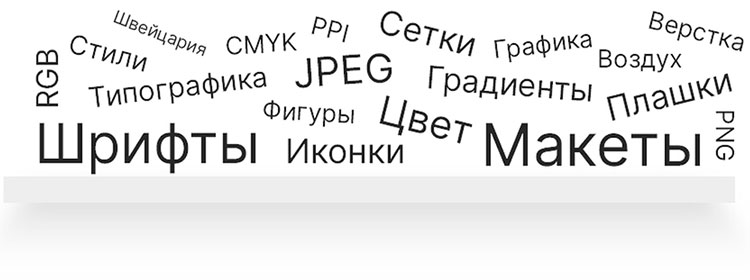 Швейцария
PPI
Сетки
Верстка
Стили
CMYK
Графика
Воздух
RGB
Типографика
JPEG
Градиенты
Плашки
Фигуры
Цвет
PNG
Шрифты
Иконки
Макеты